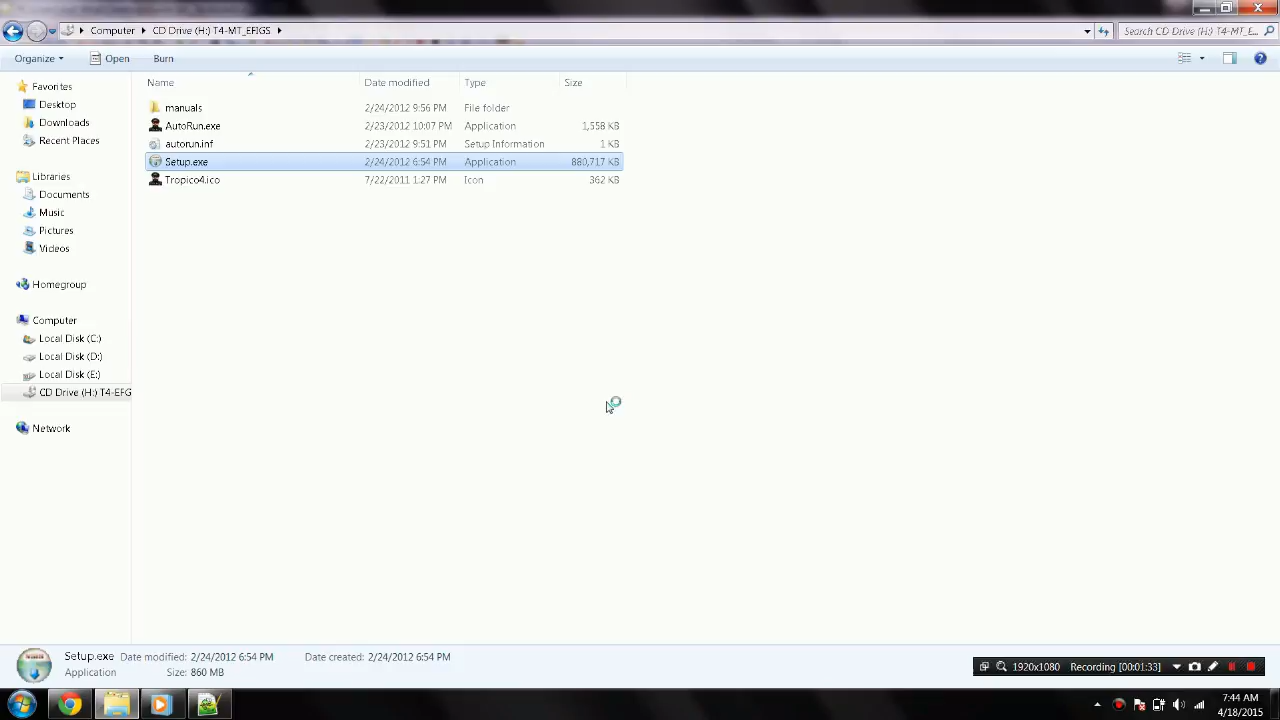 Computer CD Drive (H:) T4-MT_EFIGS
Search CD Drive (H:) T4-MT_E...
Organize Open Burn
Name Date modified Type Size
Favorites
Desktop
Downloads
Recent Places
Libraries
Documents
Music
Pictures
Videos
Homegroup
Computer
Local Disk (C:)
Local Disk (D:)
Local Disk (E:)
CD Drive (H:) T4-EFG
Network
manuals 2/24/2012 9:56 PM File folder
AutoRun.exe 2/23/2012 10:07 PM Application 1,558 KB
autorun.inf 2/23/2012 9:51 PM Setup Information 1 KB
Setup.exe 2/24/2012 6:54 PM Application 880,717 KB
Tropico4.ico 7/22/2011 1:27 PM Icon 362 KB
Setup.exe Date modified: 2/24/2012 6:54 PM Date created: 2/24/2012 6:54 PM
Application Size: 860 MB
1920x1080 Recording [00:01:33]
7:44 AM
4/18/2015